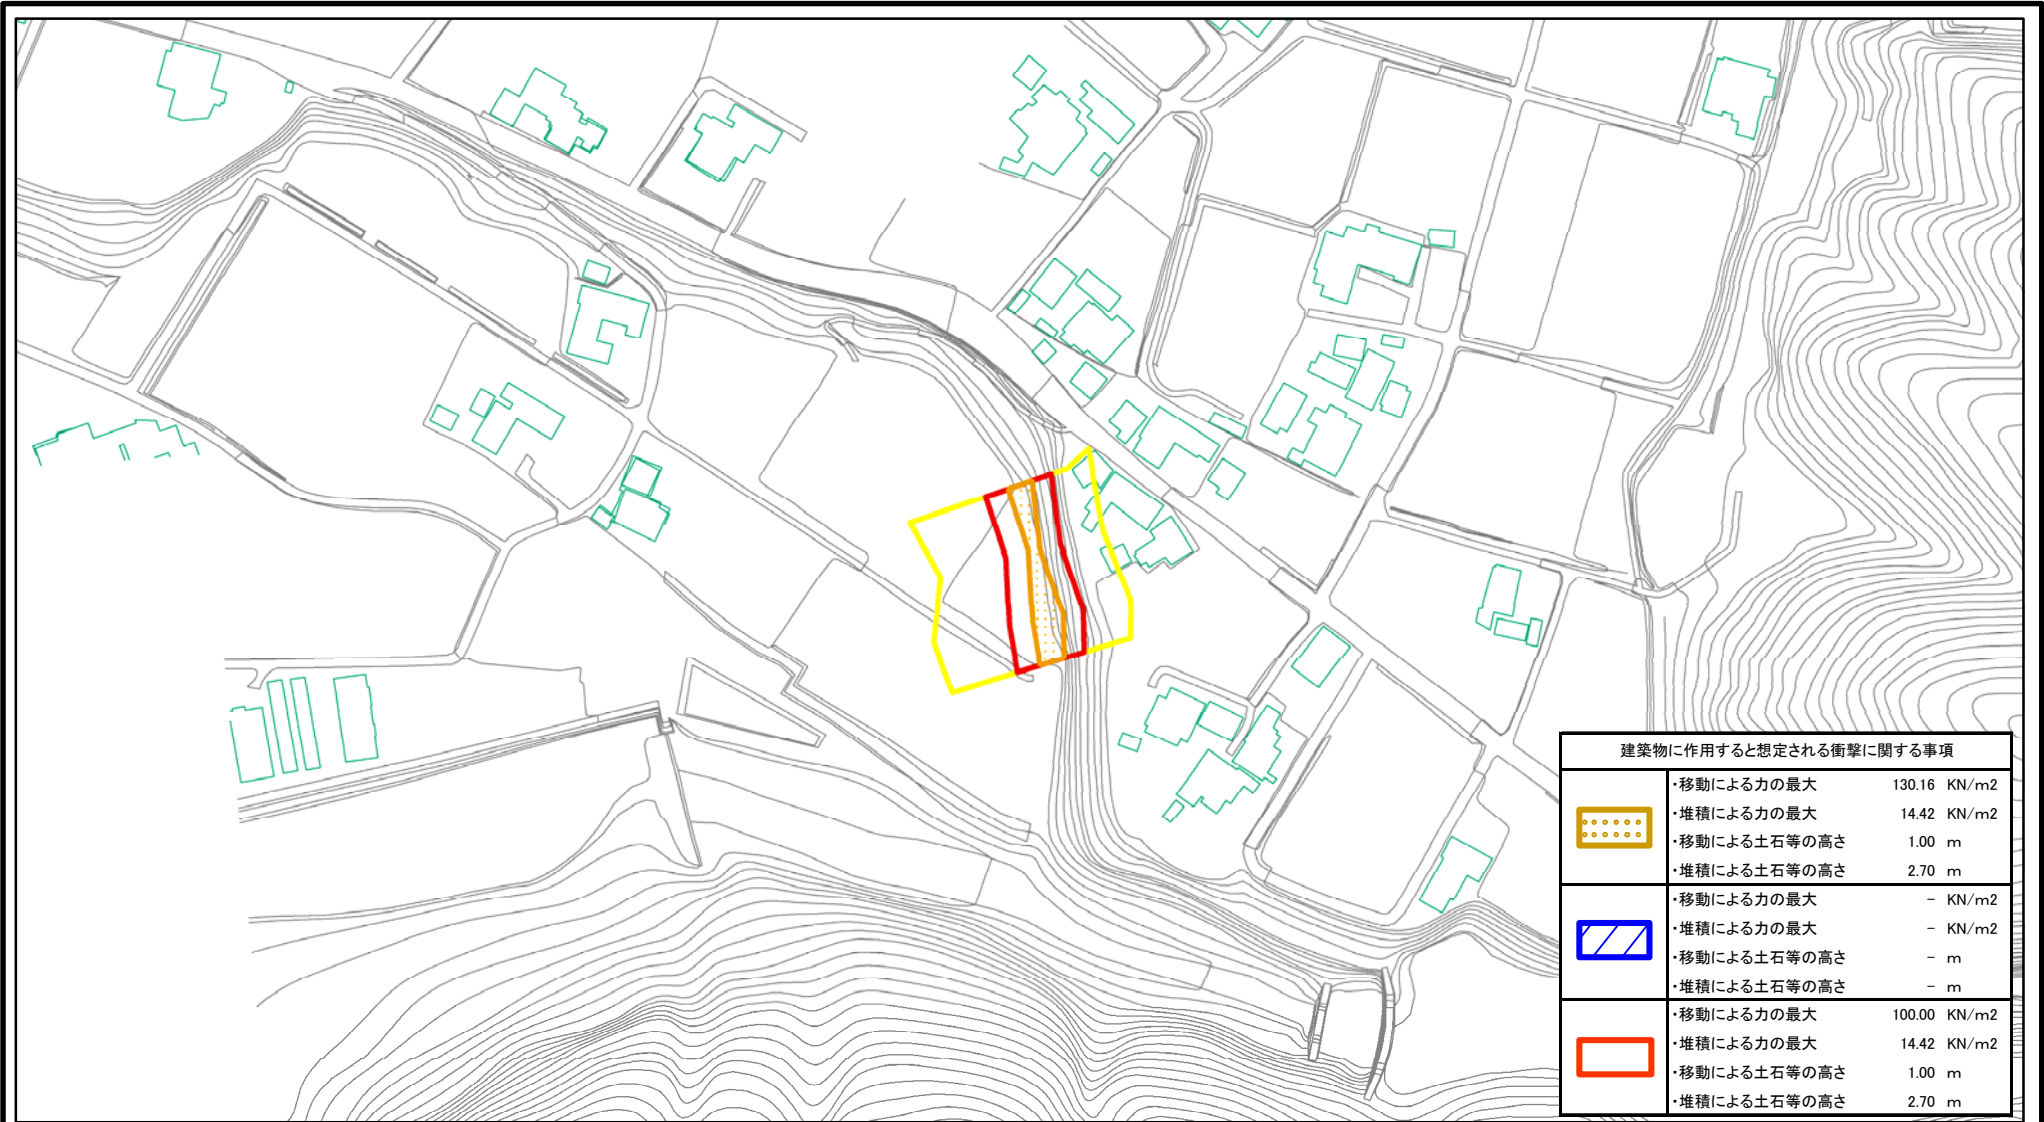 建築物に作用すると想定される衝撃に関する事項
・移動による力の最大 130.16 KN/m2
・堆積による力の最大 14.42 KN/m2
・移動による土石等の高さ 1.00 m
・堆積による土石等の高さ 2.70 m
・移動による力の最大 - KN/m2
・堆積による力の最大 - KN/m2
・移動による土石等の高さ - m
・堆積による土石等の高さ - m
・移動による力の最大 100.00 KN/m2
・堆積による力の最大 14.42 KN/m2
・移動による土石等の高さ 1.00 m
・堆積による土石等の高さ 2.70 m